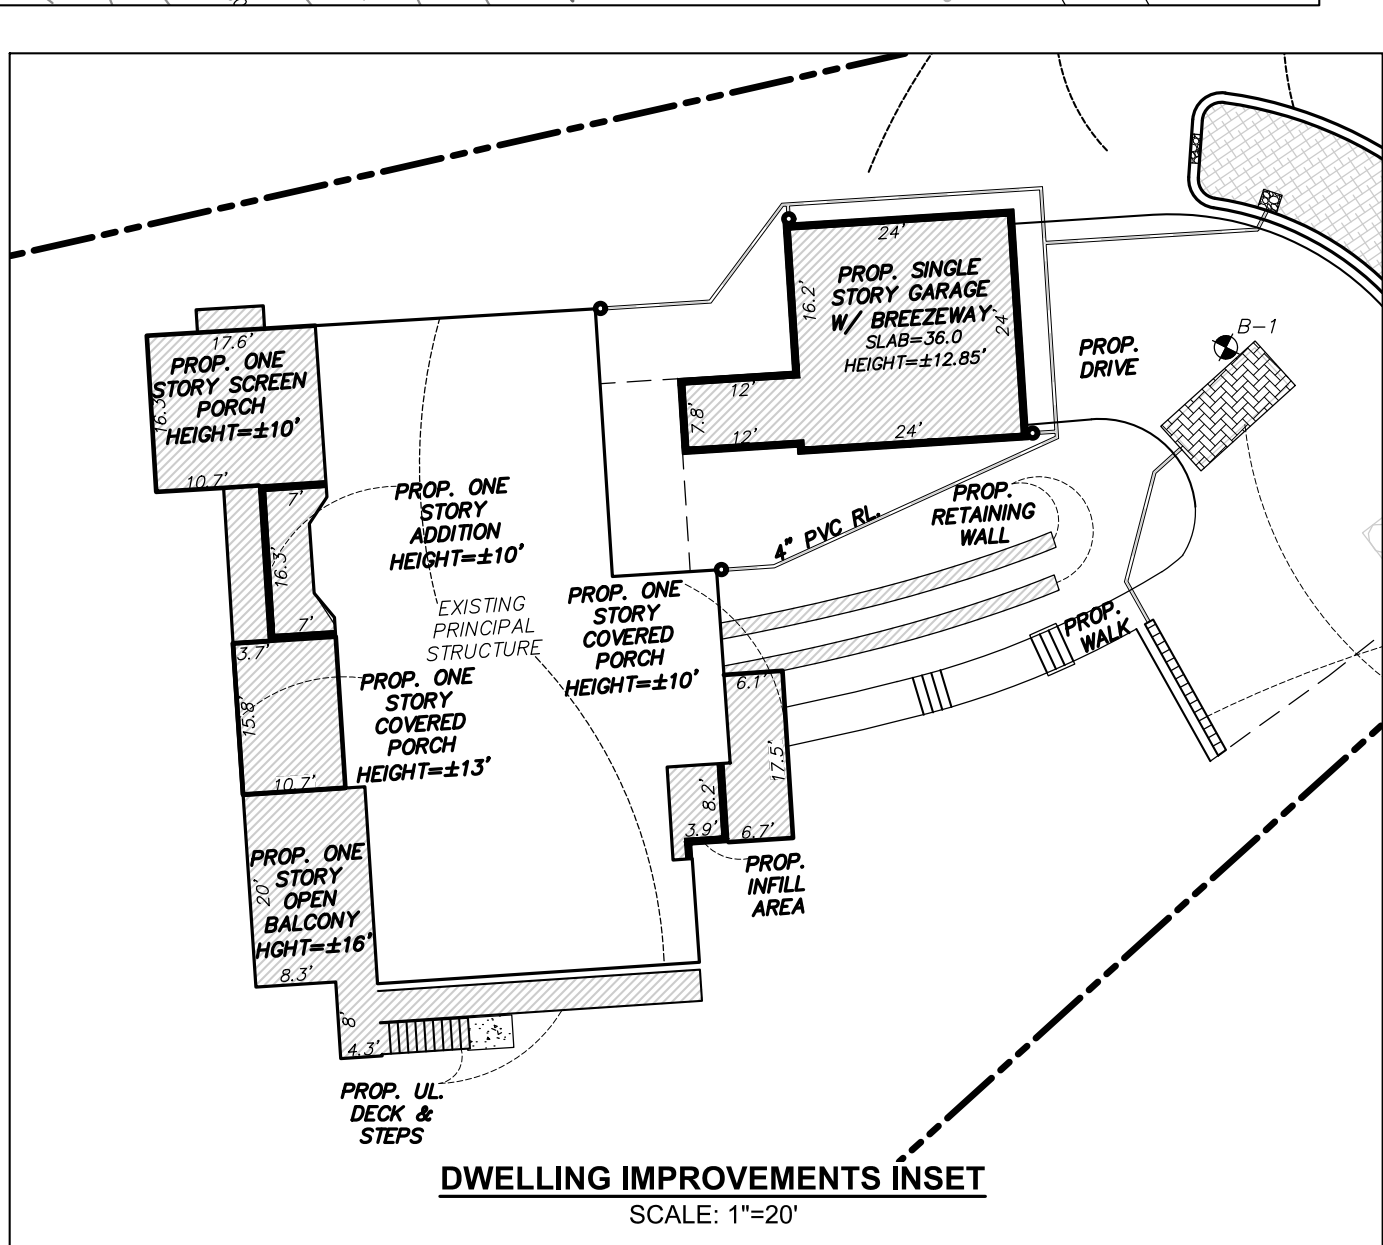 24'
PROP. SINGLE
STORY GARAGE
W/ BREEZEWAY
SLAB=36.0
HEIGHT=±12.85'
16.2'
24'
12'
7.8'
12'
24'
B-1
PROP.
DRIVE
17.6'
PROP. ONE
STORY SCREEN
PORCH
HEIGHT=±10'
16.3'
10.7'
7'
16.3'
7'
PROP. ONE
STORY
ADDITION
HEIGHT=±10'
4" PVC RL.
PROP.
RETAINING
WALL
EXISTING
PRINCIPAL
STRUCTURE
PROP. ONE
STORY
COVERED
PORCH
HEIGHT=±10'
PROP.
WALK
3.7'
15.8'
10.7'
PROP. ONE
STORY
COVERED
PORCH
HEIGHT=±13'
6.1'
17.5'
8.2'
3.9'
6.7'
PROP.
INFILL
AREA
PROP. ONE
STORY
OPEN
BALCONY
HGHT=±16'
20'
8.3'
8'
4.3'
PROP. UL.
DECK &
STEPS
DWELLING IMPROVEMENTS INSET
SCALE: 1"=20'